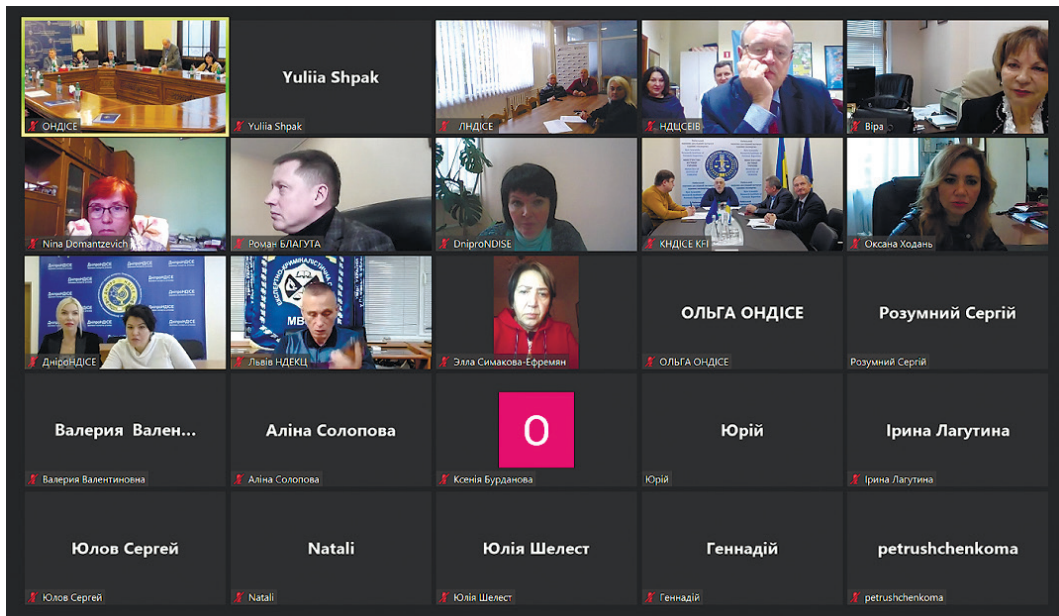 ОНДІСЕ
Yuliia Shpak
Yuliia Shpak
ЛНДІСЕ
НДЦСЕІВ
Віра
Nina Domantzevich
Роман БЛАГУТА
DniproNDISE
КНДІСЕ KFI
Оксана Ходань
ДніпроНДІСЕ
МВ
Львів НДЕКЦ
Элла Симакова-Ефремян
ОЛЬГА ОНДІСЕ
ОЛЬГА ОНДІСЕ
Розумний Сергій
Розумний Сергій
Валерия Вален...
Валерия Валентиновна
Аліна Солопова
Аліна Солопова
О
Ксенія Бурданова
Юрій
Юрій
Ірина Лагутина
Ірина Лагутина
Юлов Сергей
Юлов Сергей
Natali
Natali
Юлія Шелест
Юлія Шелест
Геннадій
Геннадій
petrushchenkoma
petrushchenkoma